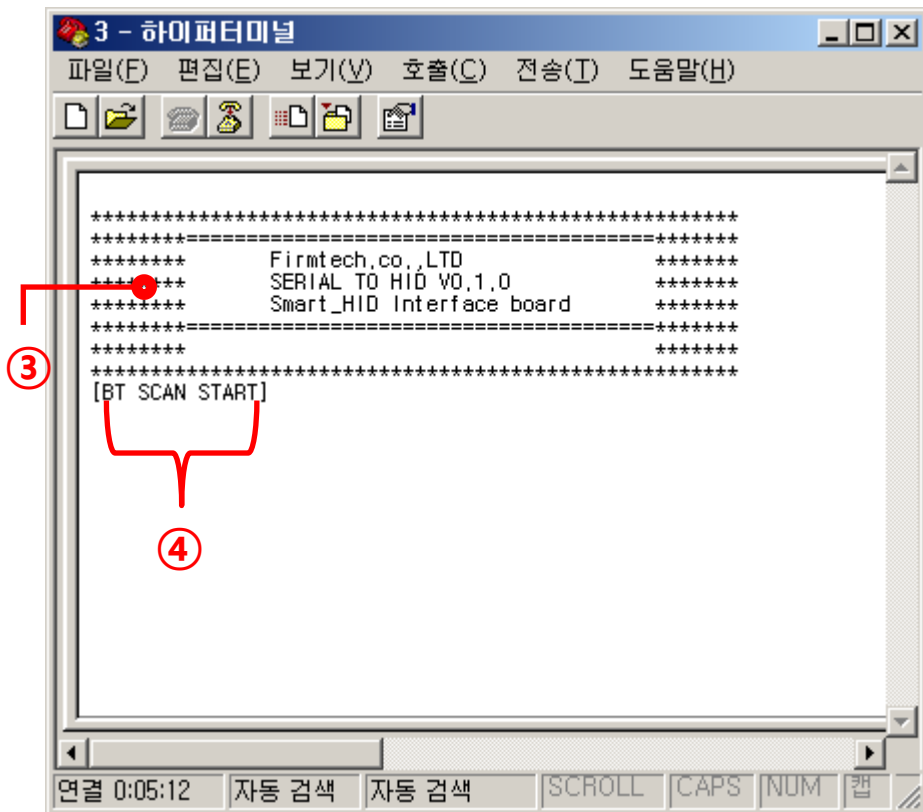 3 - 하이퍼터미널
파일(F) 편집(E) 보기(V) 호출(C) 전송(T) 도움말(H)
******************************************************
********=======================================*******
******** Firmtech,co,,LTD *******
******** SERIAL TO HID V0,1,0 *******
******** Smart_HID Interface board *******
********=======================================*******
******** *******
******************************************************
[BT SCAN START]
③
④
연결 0:05:12 자동 검색 자동 검색 SCROLL CAPS NUM 캡